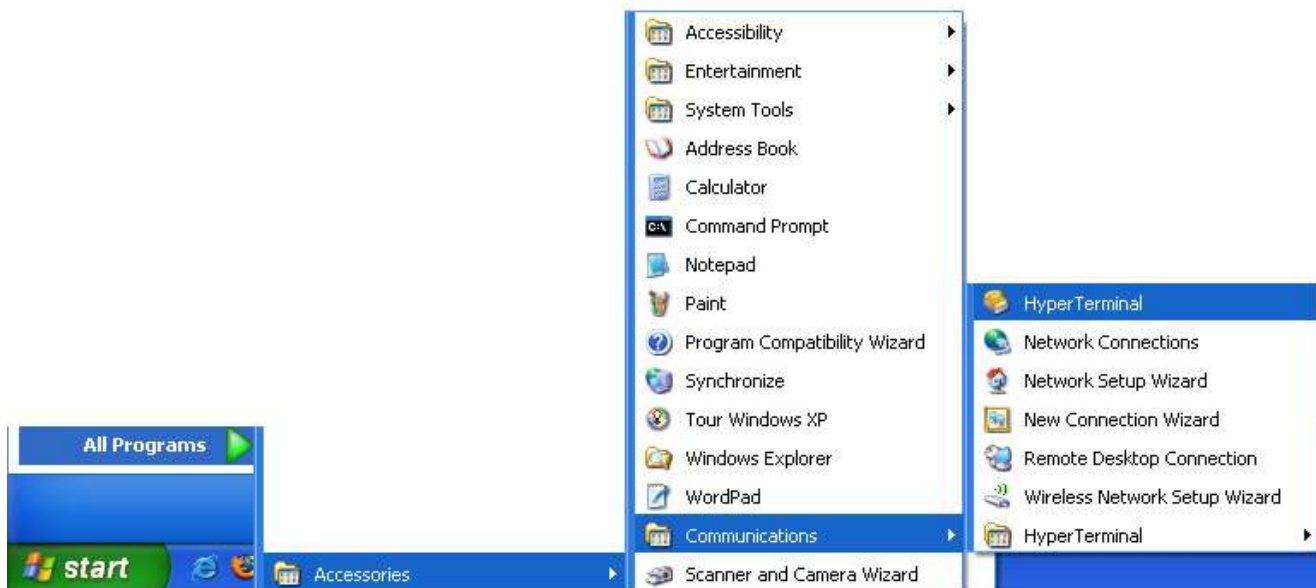 All Programs
start
Accessories
Accessibility
Entertainment
System Tools
Address Book
Calculator
C:\
Command Prompt
Notepad
Paint
Program Compatibility Wizard
Synchronize
Tour Windows XP
Windows Explorer
WordPad
Communications
Scanner and Camera Wizard
HyperTerminal
Network Connections
Network Setup Wizard
New Connection Wizard
Remote Desktop Connection
Wireless Network Setup Wizard
HyperTerminal